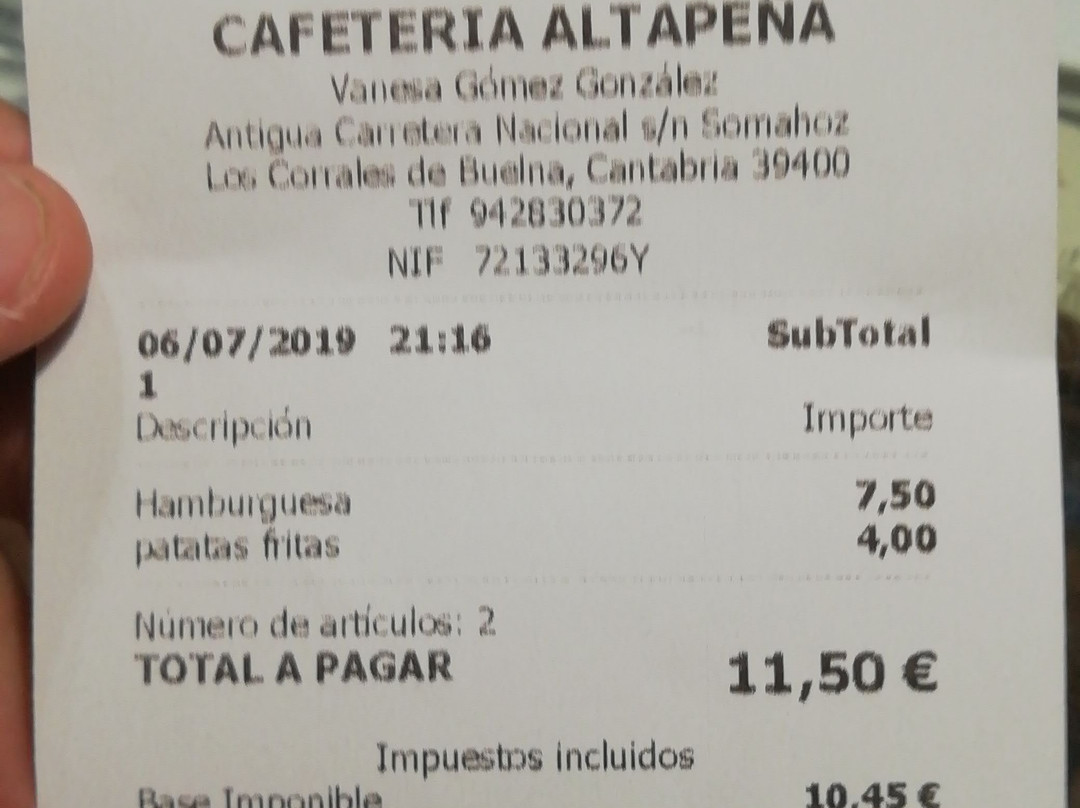 CAFETERIA ALTAPEÑA
Vanesa Gómez González
Antigua Carretera Nacional s/n Somahoz
Los Corrales de Buelna, Cantabria 39400
Tlf 942830372
NIF 72133296Y
06/07/2019 21:16 SubTotal
1
Descripción Importe
Hamburguesa 7,50
patatas fritas 4,00
Número de artículos: 2
TOTAL A PAGAR 11,50 €
Impuestos incluidos
Base Imponible 10,45 €